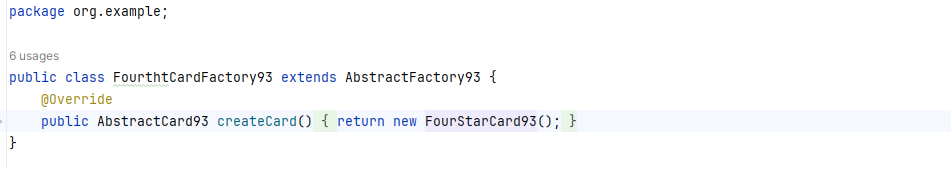 package org.example;
6 usages
public class FourthtCardFactory93 extends AbstractFactory93 {
@Override
public AbstractCard93 createCard() { return new FourStarCard93(); }
}